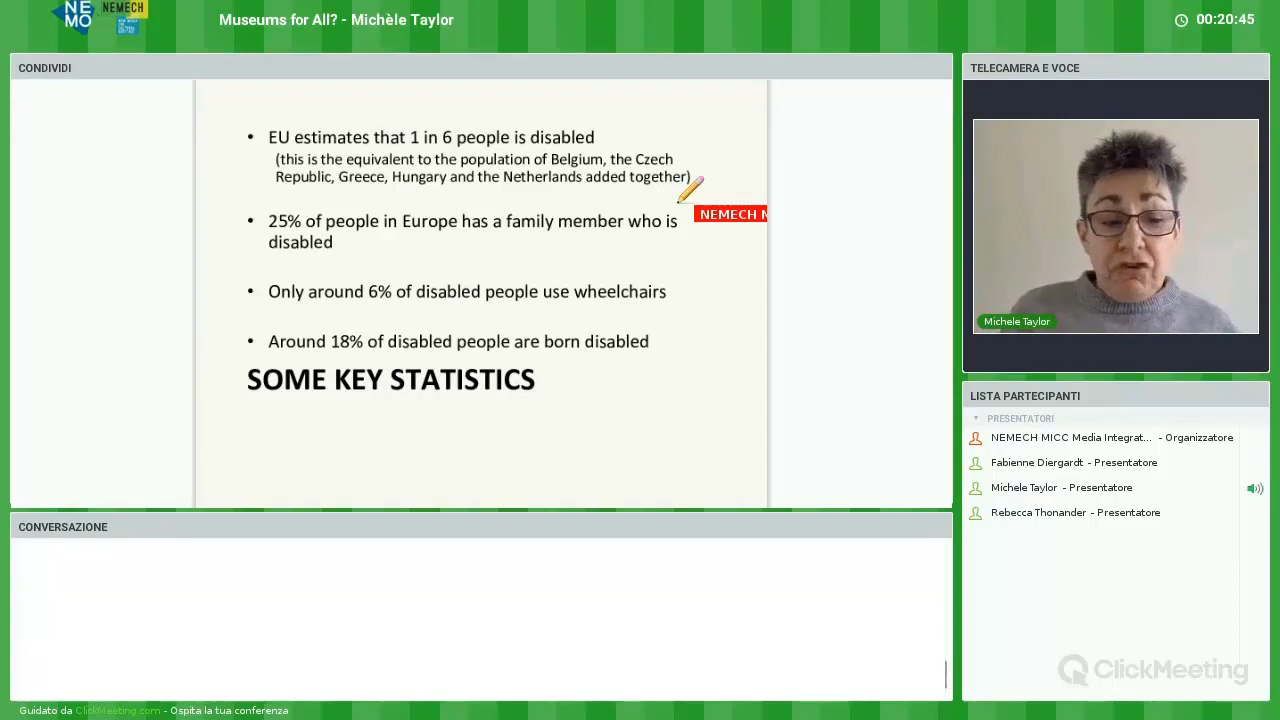 NE
MO
NEMECH
Museums for All? - Michèle Taylor
00:20:45
CONDIVIDI
• EU estimates that 1 in 6 people is disabled
(this is the equivalent to the population of Belgium, the Czech
Republic, Greece, Hungary and the Netherlands added together)
NEMECH N
• 25% of people in Europe has a family member who is
disabled
• Only around 6% of disabled people use wheelchairs
• Around 18% of disabled people are born disabled
SOME KEY STATISTICS
TELECAMERA E VOCE
Michele Taylor
LISTA PARTECIPANTI
PRESENTATORI
NEMECH MICC Media Integrat... - Organizzatore
Fabienne Diergardt - Presentatore
Michele Taylor - Presentatore
Rebecca Thonander - Presentatore
CONVERSAZIONE
ClickMeeting
Guidato da ClickMeeting.com - Ospita la tua conferenza